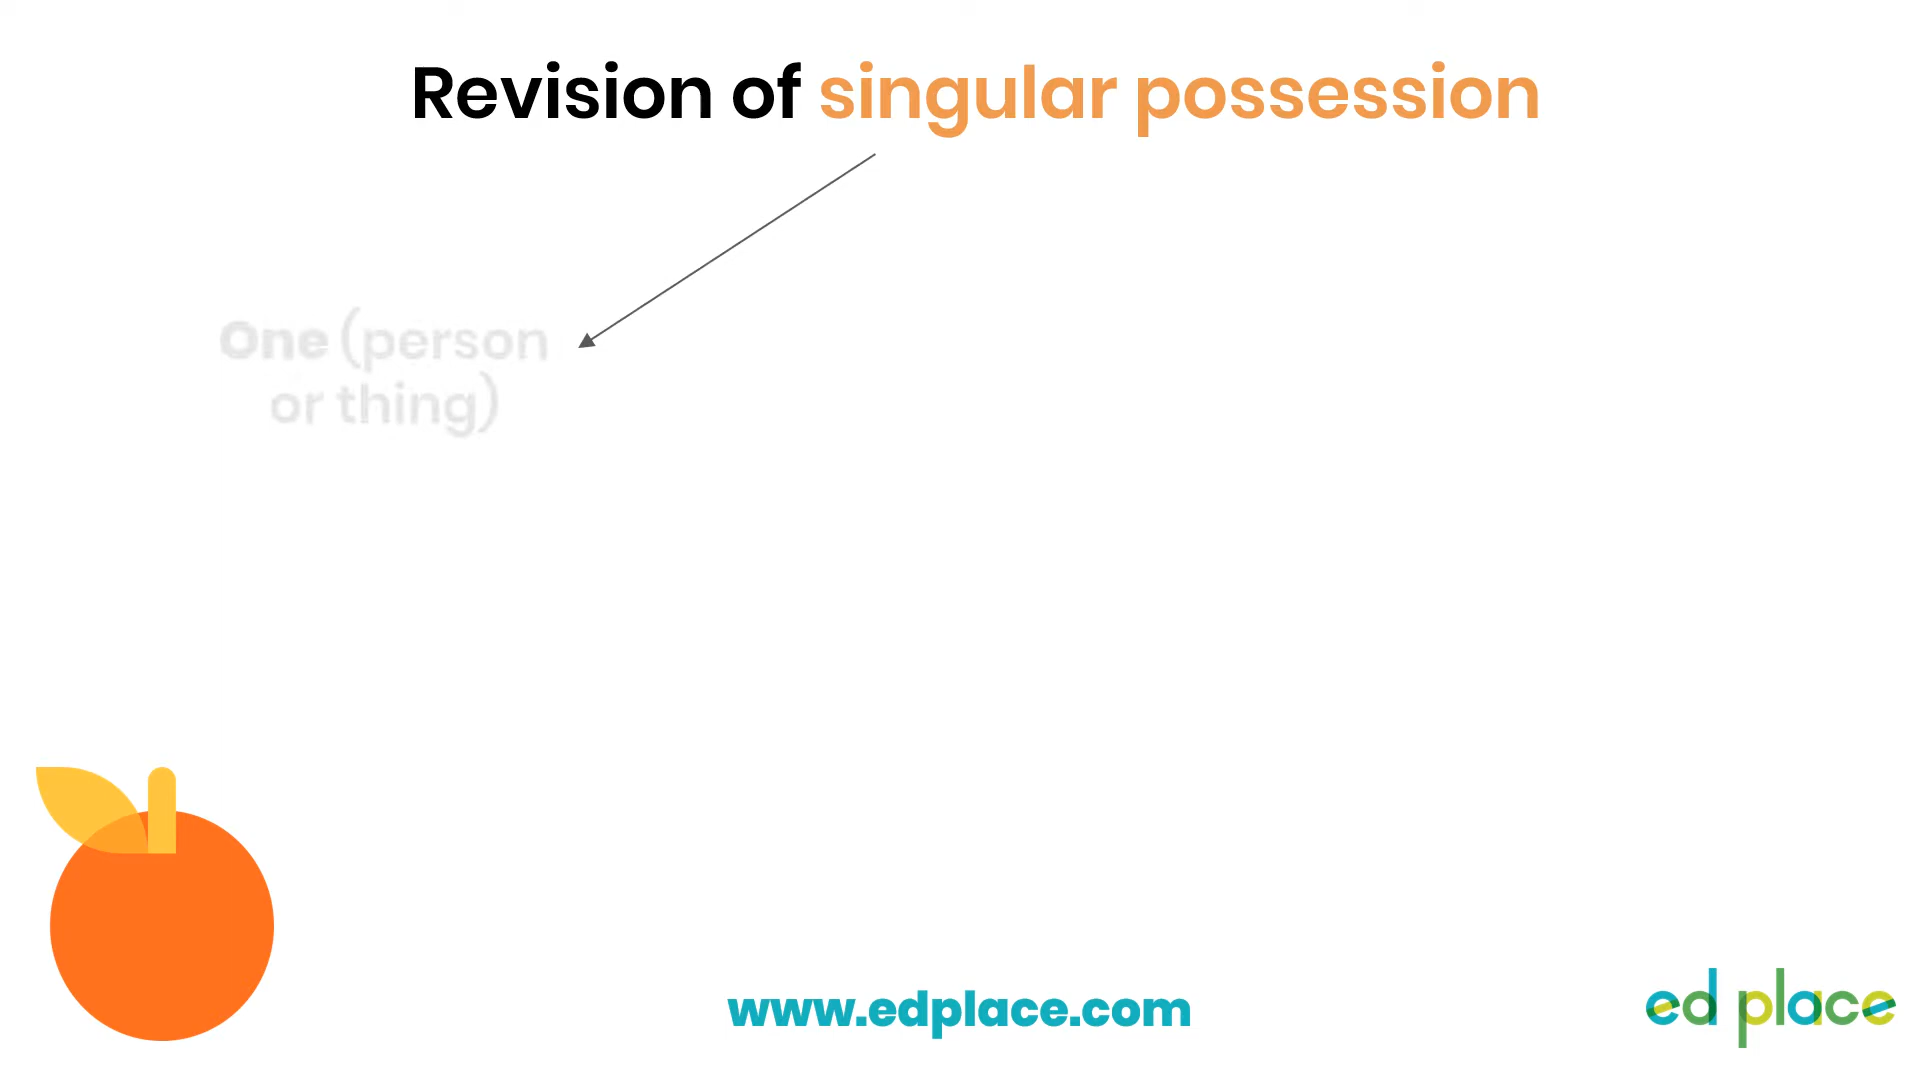 Revision of singular possession
One (person
or thing)
www.edplace.com
ed place